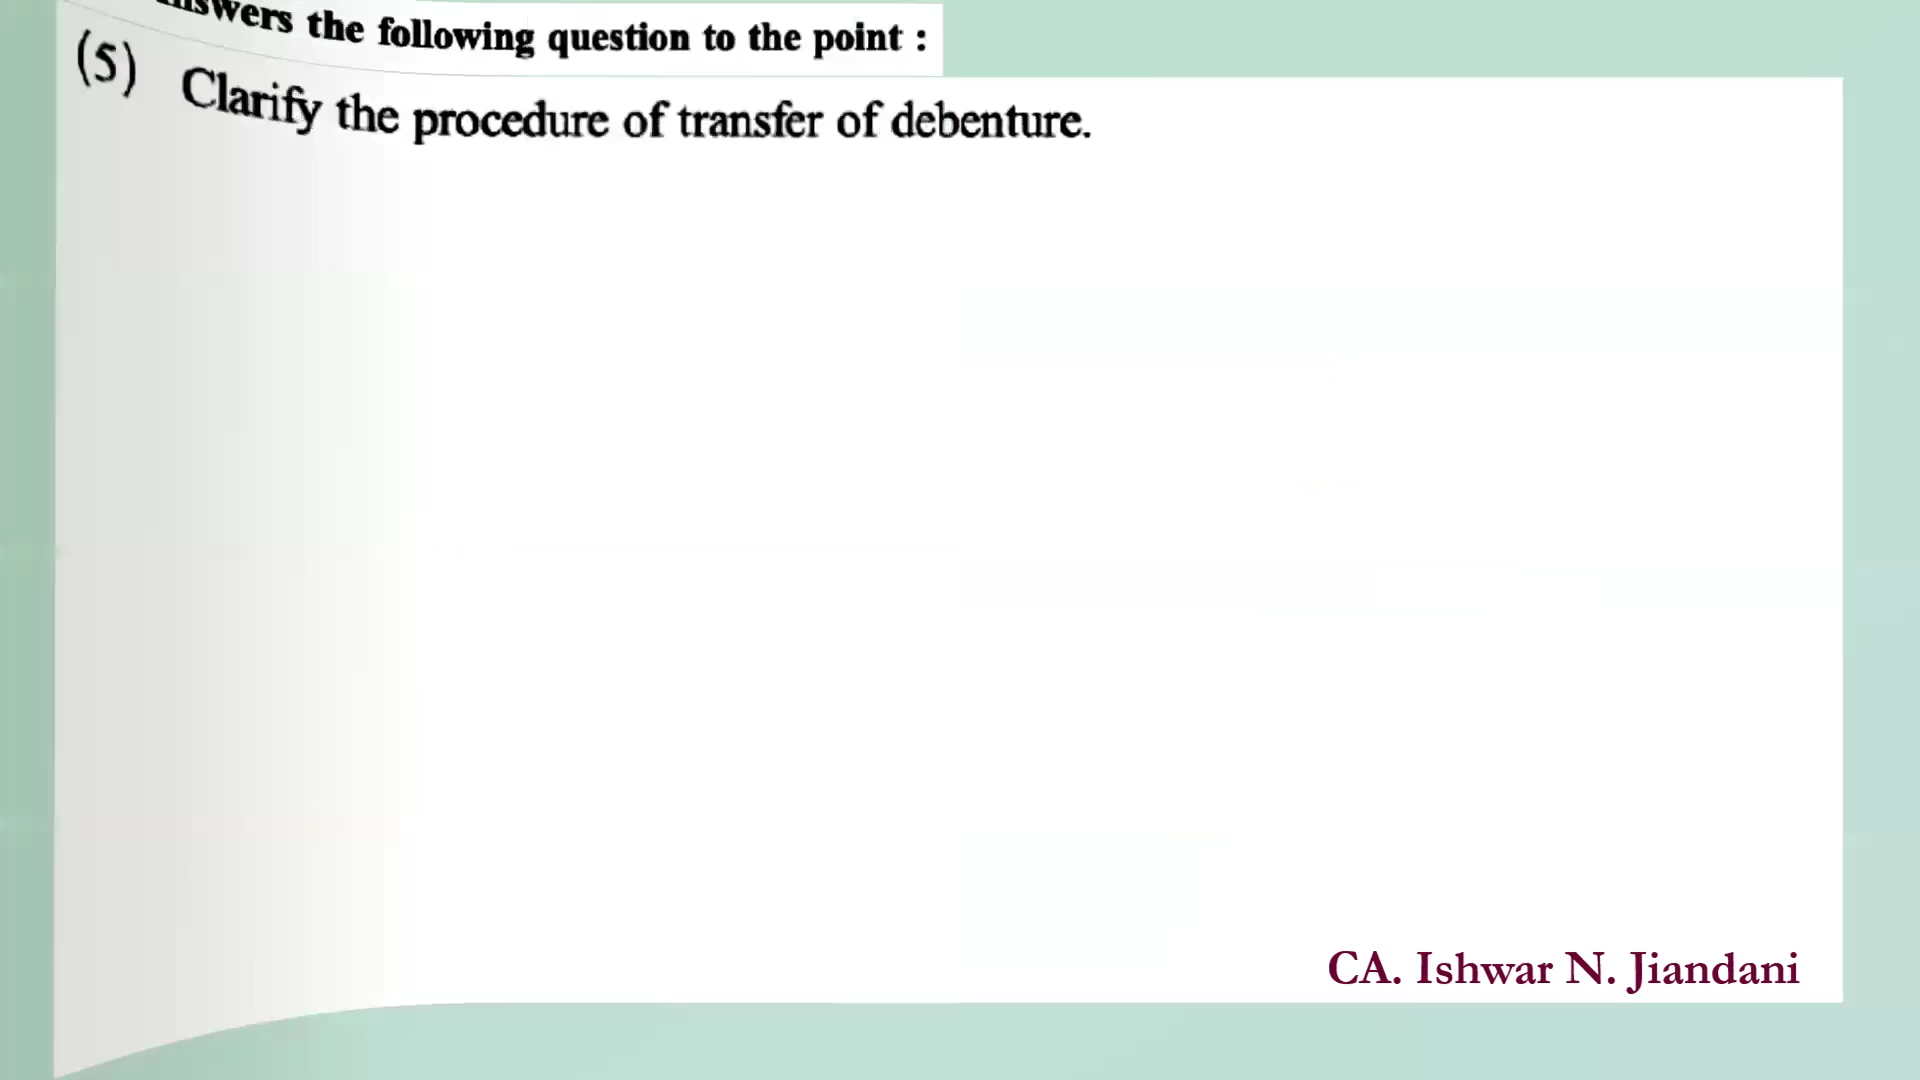 the following question to the point :
(5) Clarify the procedure of transfer of debenture.
CA. Ishwar N. Jiandani